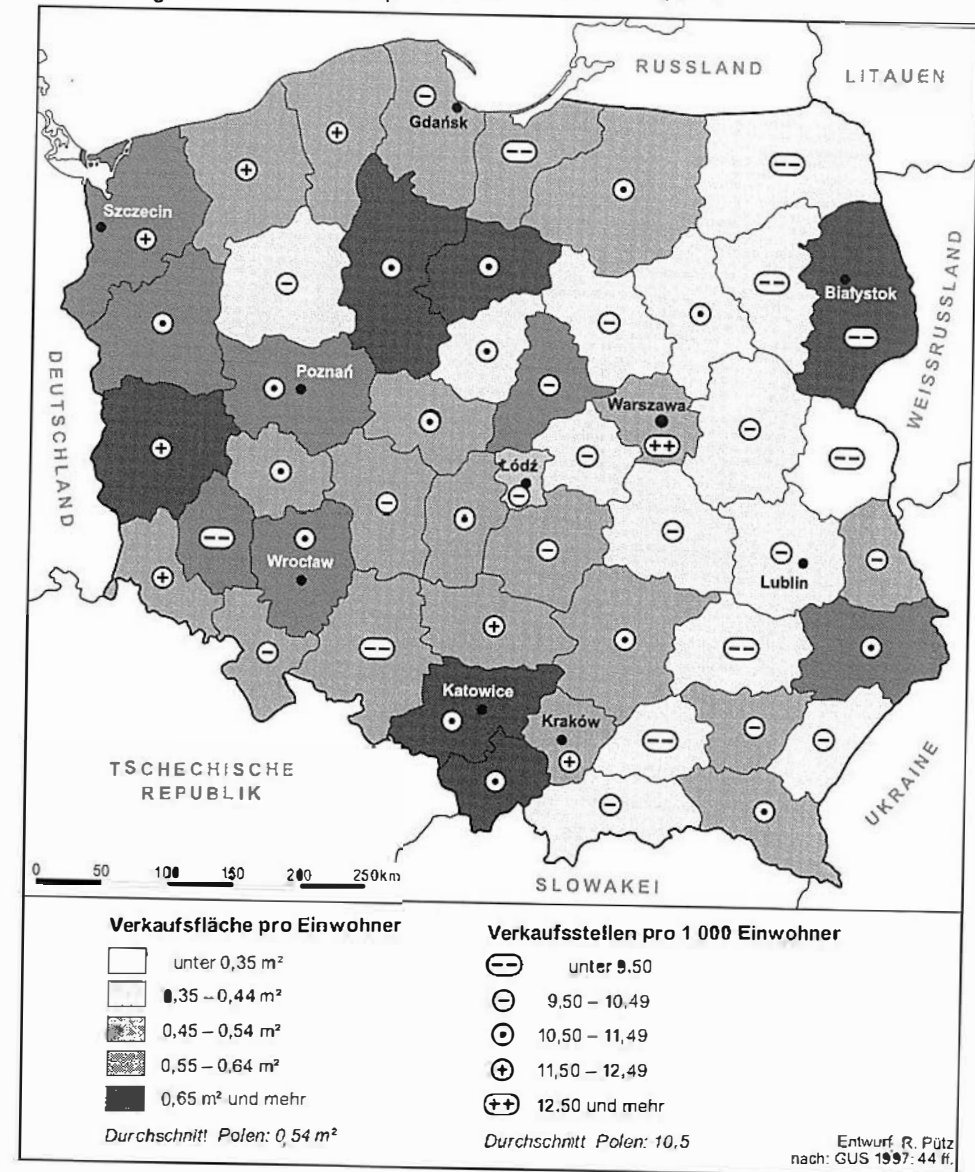 RUSSLAND
LITAUEN
Gdańsk
Szczecin
Białystok
WEISSRUSSLAND
DEUTSCHLAND
Poznań
Warszawa
Łódź
Wrocław
Lublin
Katowice
Kraków
TSCHECHISCHE
REPUBLIK
UKRAINE
SLOWAKEI
0 50 100 150 200 250km
Verkaufsfläche pro Einwohner
unter 0,35 m²
0,35 – 0,44 m²
0,45 – 0,54 m²
0,55 – 0,64 m²
0,65 m² und mehr
Durchschnitt Polen: 0,54 m²
Verkaufsstellen pro 1 000 Einwohner
unter 9.50
9,50 – 10,49
10,50 – 11,49
11,50 – 12,49
12.50 und mehr
Durchschnitt Polen: 10,5
Entwurf R. Pütz
nach: GUS 1997: 44 ff.